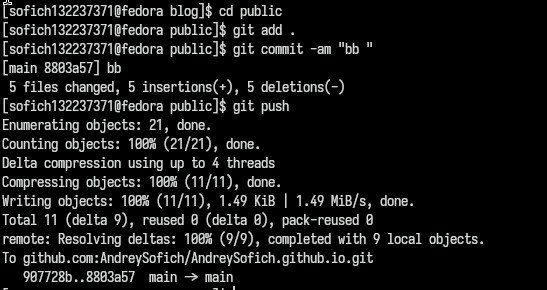 [sofich132237371@fedora blog]$ cd public
[sofich132237371@fedora public]$ git add .
[sofich132237371@fedora public]$ git commit -am "bb "
[main 8803a57] bb
 5 files changed, 5 insertions(+), 5 deletions(-)
[sofich132237371@fedora public]$ git push
Enumerating objects: 21, done.
Counting objects: 100% (21/21), done.
Delta compression using up to 4 threads
Compressing objects: 100% (11/11), done.
Writing objects: 100% (11/11), 1.49 KiB | 1.49 MiB/s, done.
Total 11 (delta 9), reused 0 (delta 0), pack-reused 0
remote: Resolving deltas: 100% (9/9), completed with 9 local objects.
To github.com:AndreySofich/AndreySofich.github.io.git
   907728b..8803a57  main -> main